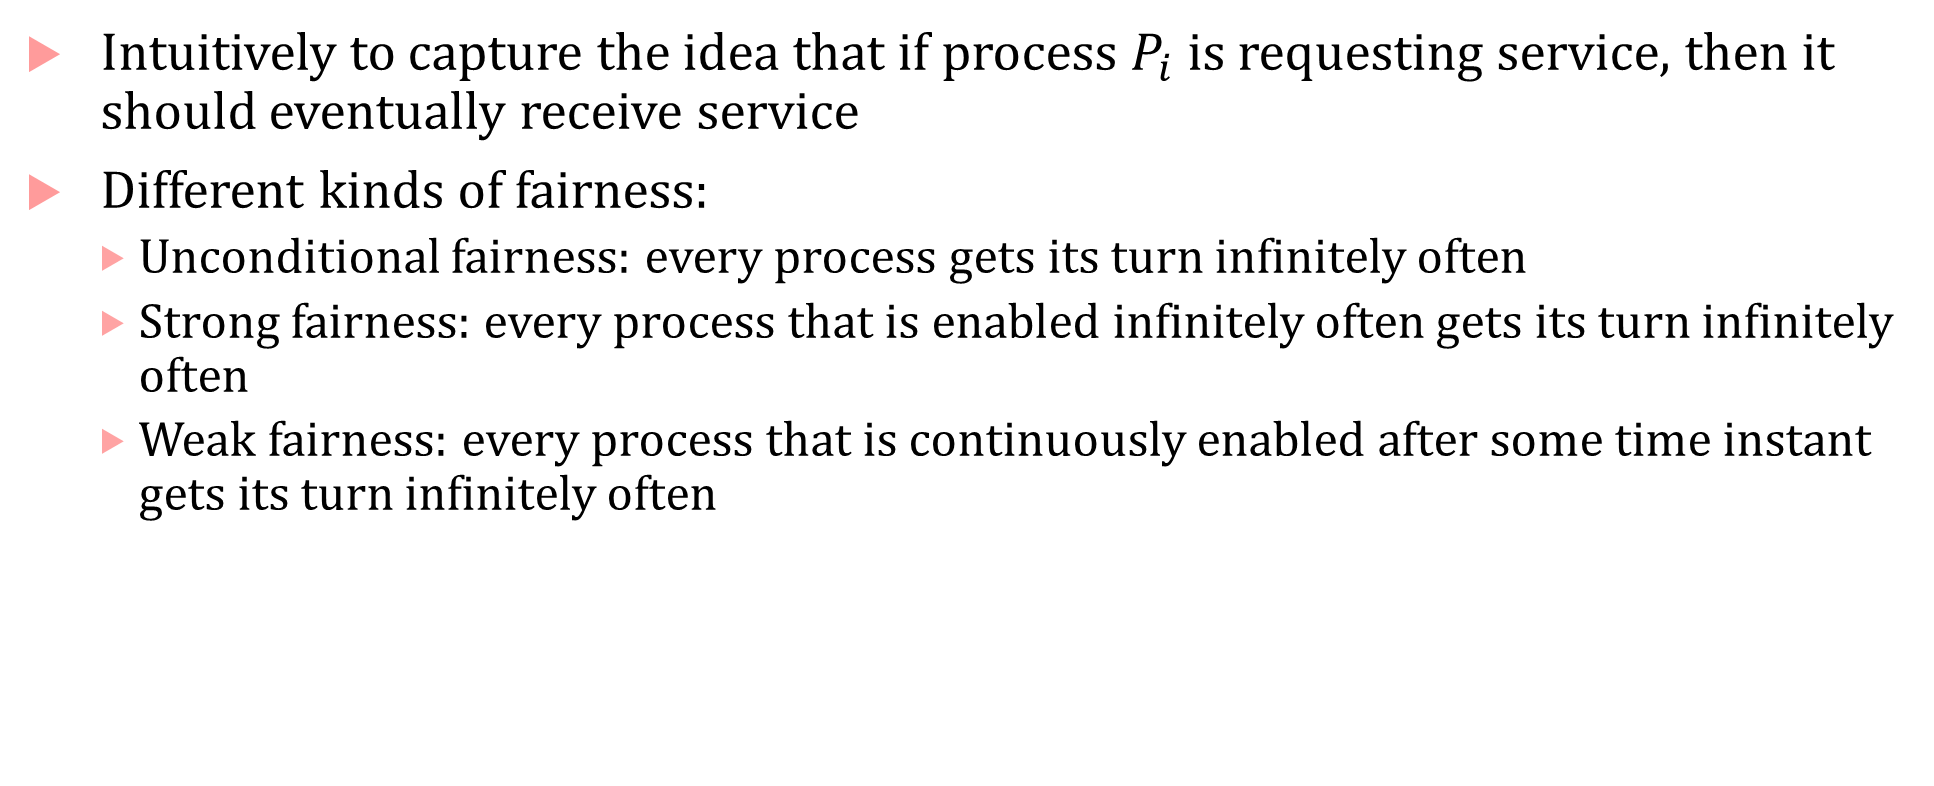 Intuitively to capture the idea that if process P_i is requesting service, then it
should eventually receive service
Different kinds of fairness:
Unconditional fairness: every process gets its turn infinitely often
Strong fairness: every process that is enabled infinitely often gets its turn infinitely
often
Weak fairness: every process that is continuously enabled after some time instant
gets its turn infinitely often